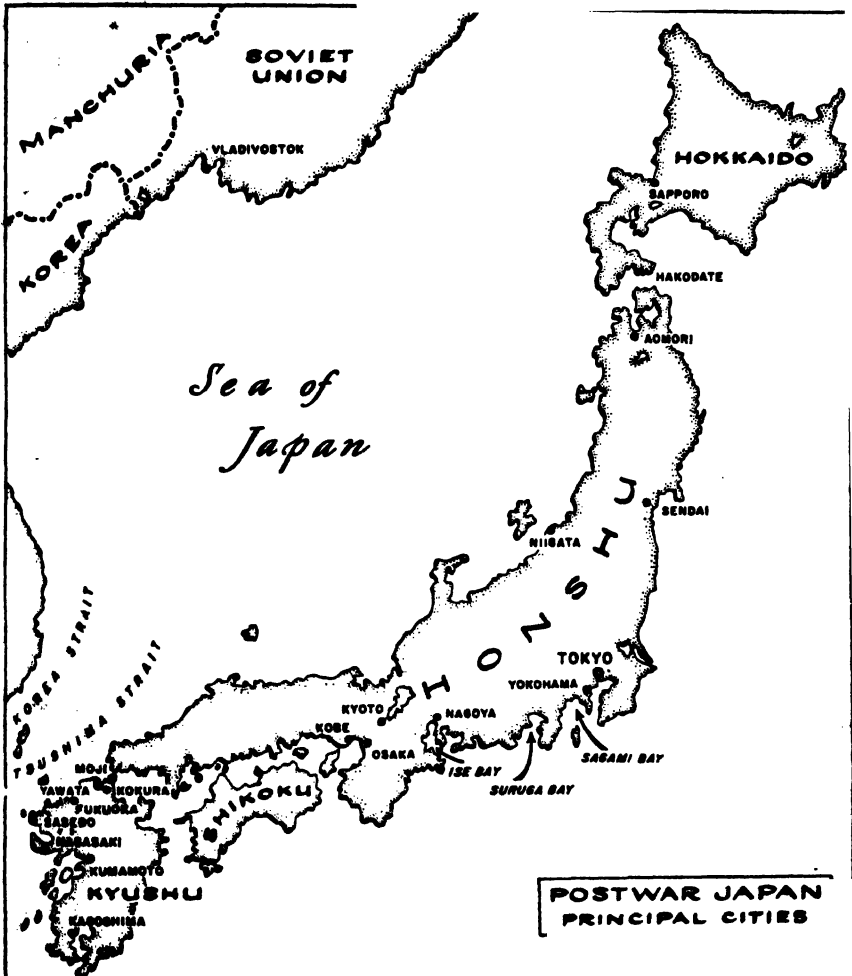 SOVIET
UNION
MANCHURIA
VLADIVOSTOK
HOKKAIDO
SAPPORO
KOREA
HAKODATE
AOMORI
Sea of
Japan
SENDAI
NIIGATA
HONSHU
TOKYO
YOKOHAMA
KOREA STRAIT
TSUSHIMA STRAIT
KYOTO
NAGOYA
KOBE
OSAKA
ISE BAY
SURUGA BAY
SAGAMI BAY
MOJI
YAWATA
KOKURA
FUKUOKA
SHIKOKU
SASEBO
NAGASAKI
KUMAMOTO
KYUSHU
KAGOSHIMA
POSTWAR JAPAN
PRINCIPAL CITIES